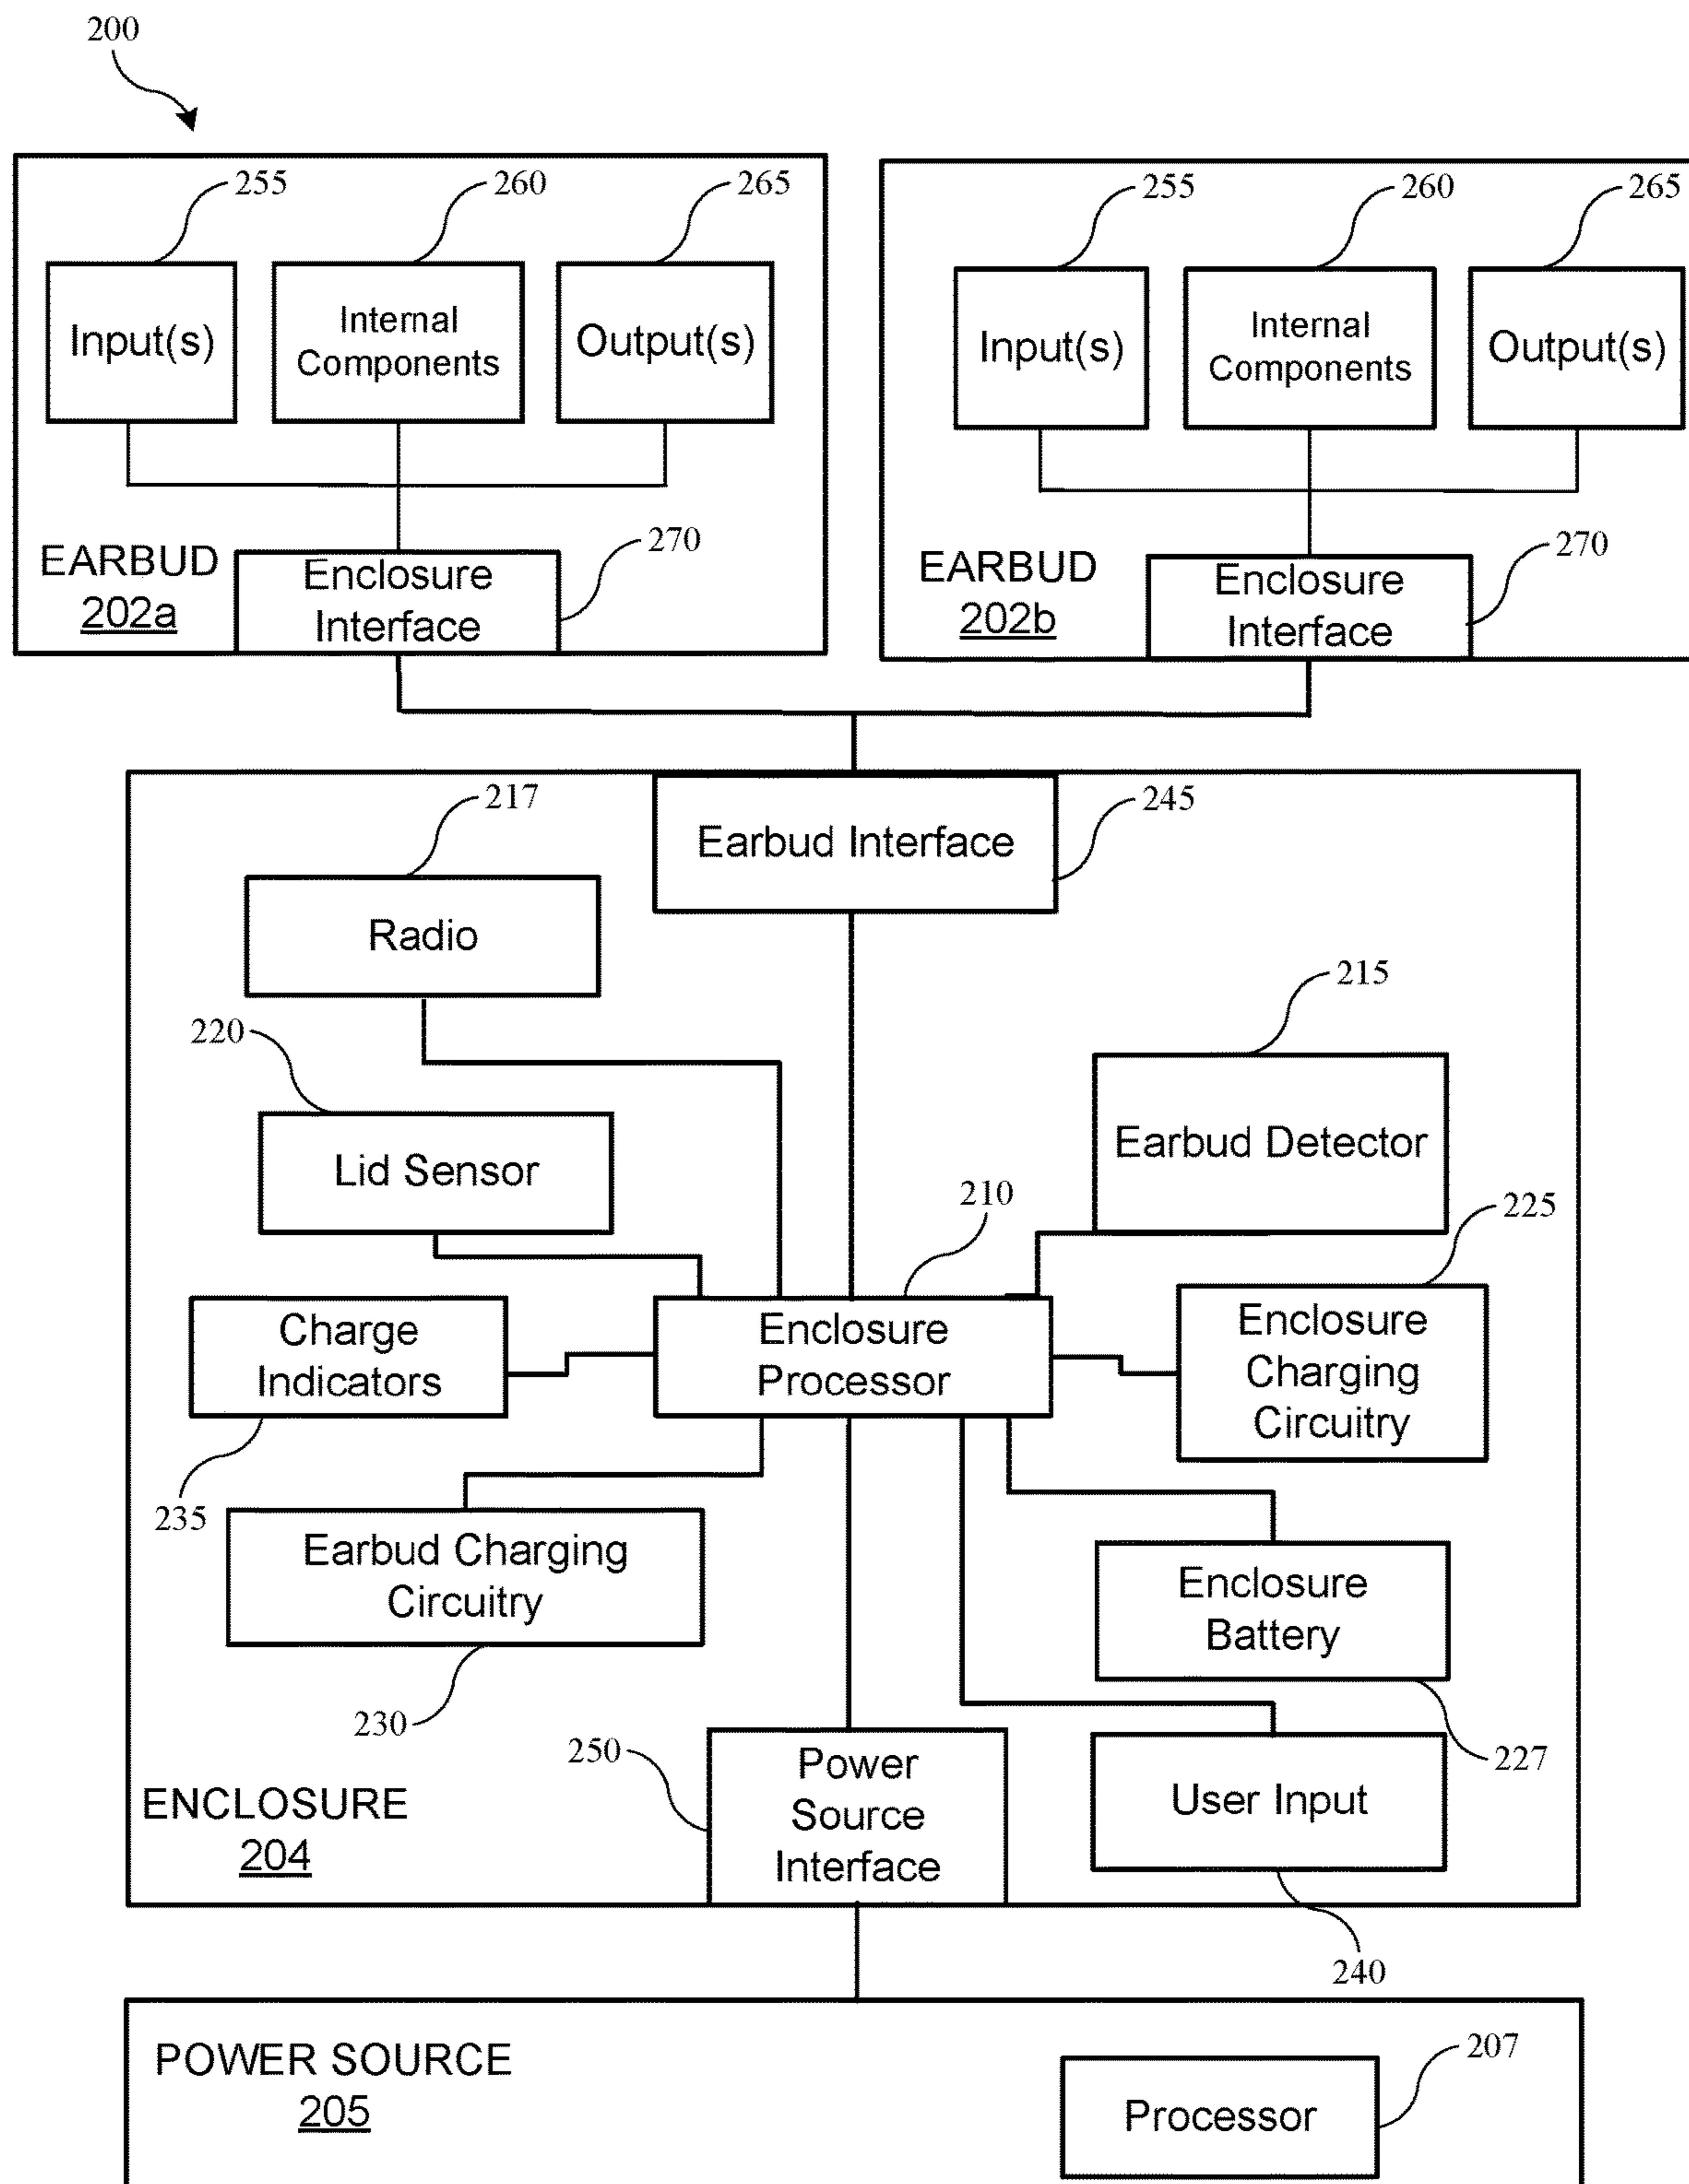 200
255
260
265
255
260
265
Input(s)
Internal
Components
Output(s)
Input(s)
Internal
Components
Output(s)
EARBUD
202a
Enclosure
Interface
270
EARBUD
202b
Enclosure
Interface
270
217
Earbud Interface
245
Radio
215
220
Earbud Detector
Lid Sensor
210
225
Charge
Indicators
Enclosure
Processor
Enclosure
Charging
Circuitry
235
Earbud Charging
Circuitry
Enclosure
Battery
230
250
Power
Source
Interface
227
User Input
ENCLOSURE
204
240
POWER SOURCE
205
207
Processor